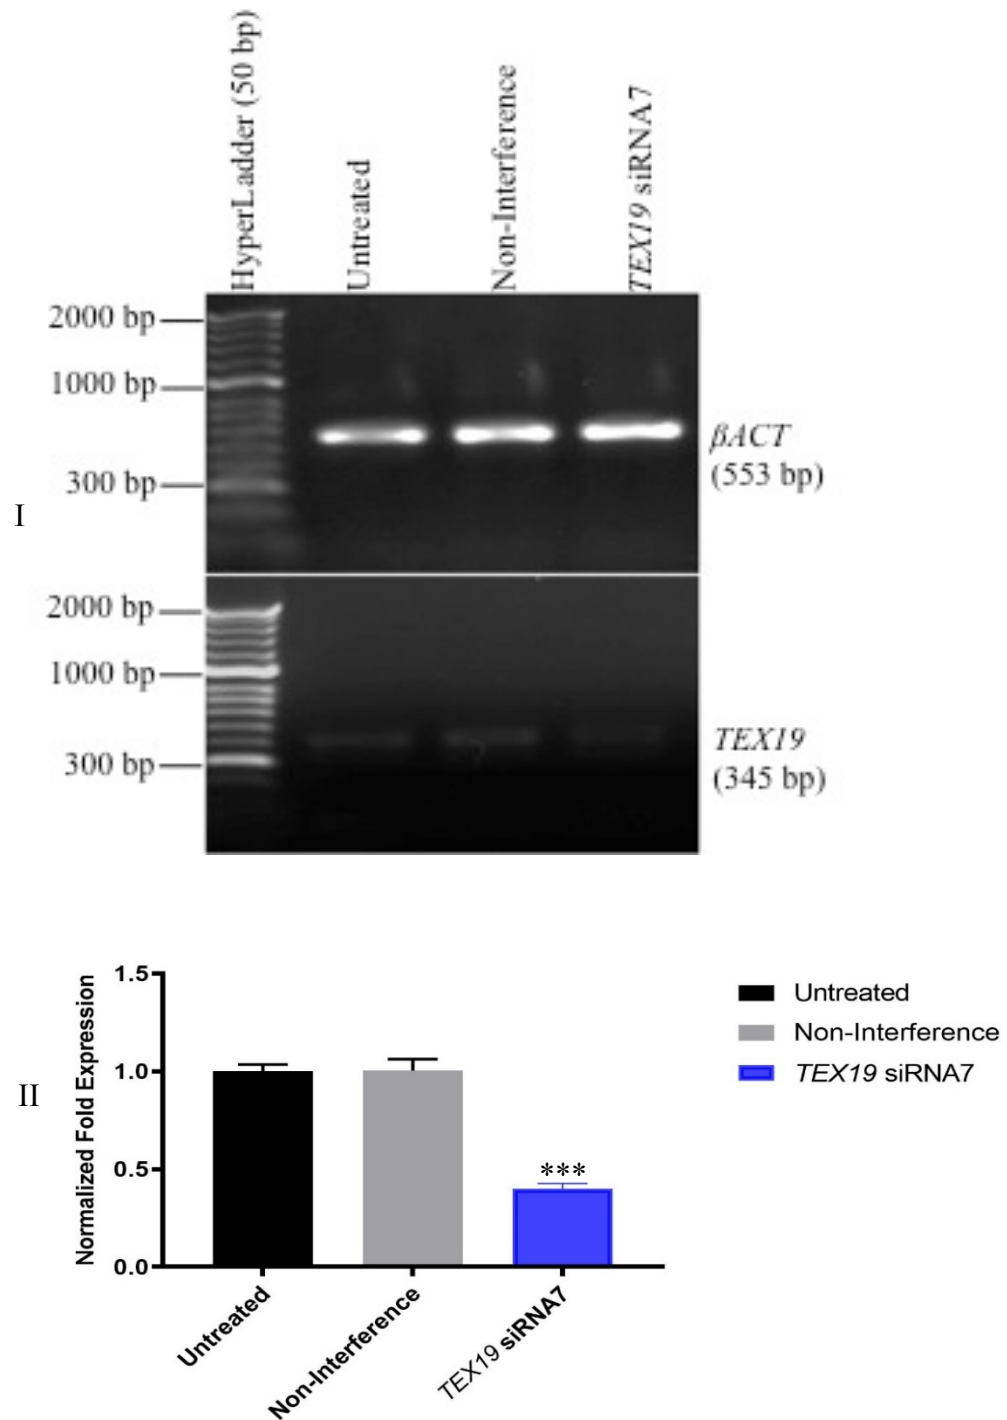 HyperLadder (50 bp)
Untreated
Non-Interference
TEX19 siRNA7
2000 bp
1000 bp
300 bp
βACT
(553 bp)
I
2000 bp
1000 bp
300 bp
TEX19
(345 bp)
II
Normalized Fold Expression
1.5
1.0
0.5
0.0
***
Untreated
Non-Interference
TEX19 siRNA7
Untreated
Non-Interference
TEX19 siRNA7